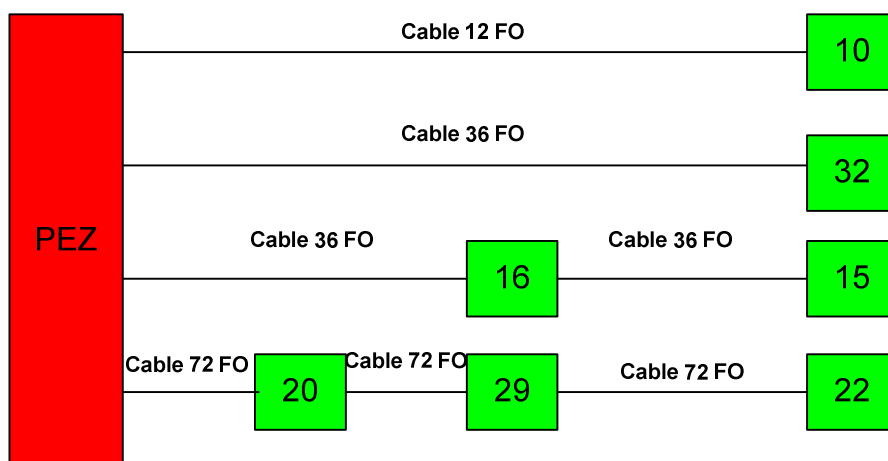 Cable 12 FO
10
Cable 36 FO
32
PEZ
Cable 36 FO
Cable 36 FO
16
15
Cable 72 FO
Cable 72 FO
Cable 72 FO
20
29
22